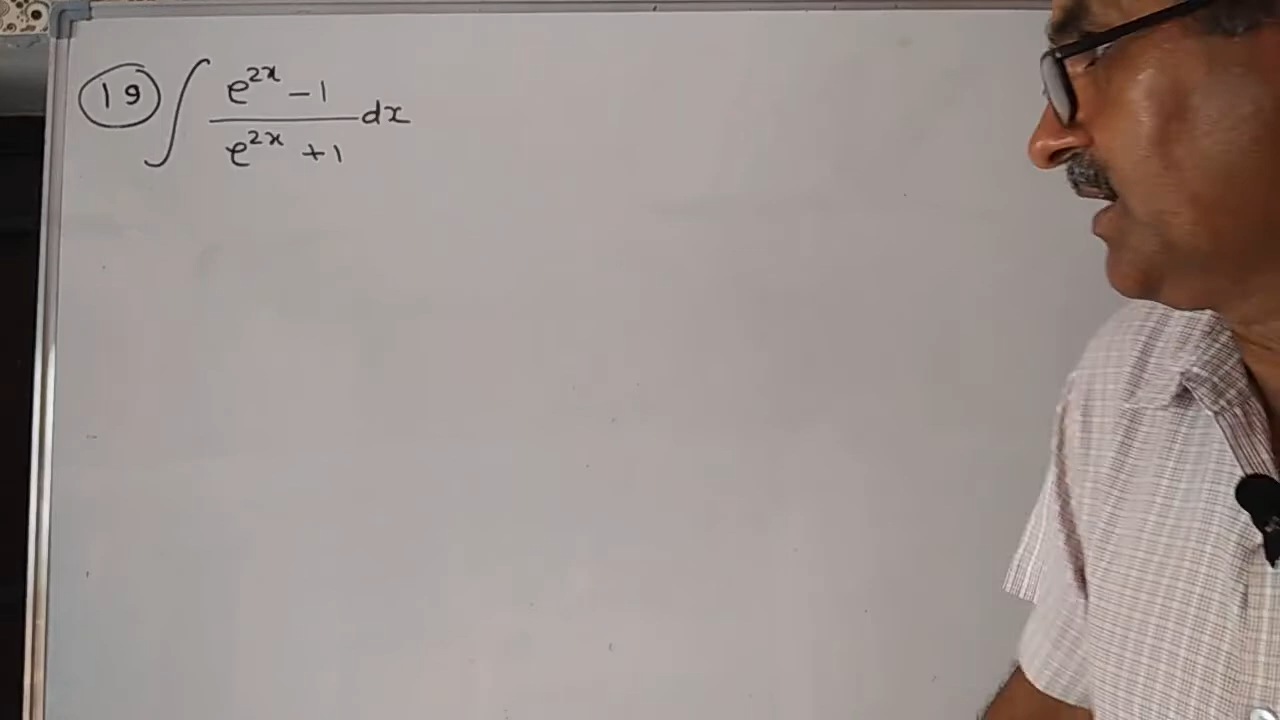 (19) ∫ (e^{2x} - 1)/(e^{2x} + 1) dx